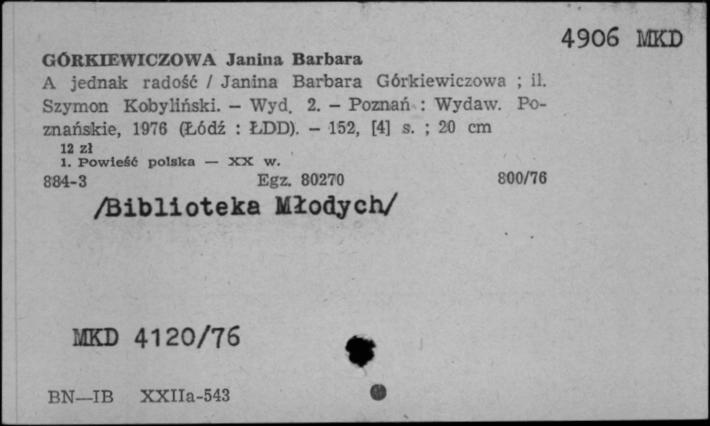 4906 MKD
GÓRKIEWICZOWA Janina Barbara
A jednak radość / Janina Barbara Górkiewiczowa ; il.
Szymon Kobyliński. – Wyd. 2. – Poznań : Wydaw. Po-
znańskie, 1976 (Łódź : ŁDD). – 152, [4] s. ; 20 cm
12 zł
1. Powieść polska — XX w.
884-3 Egz. 80270 800/76
/Biblioteka Młodych/
MKD 4120/76
BN—IB XXIIa-543